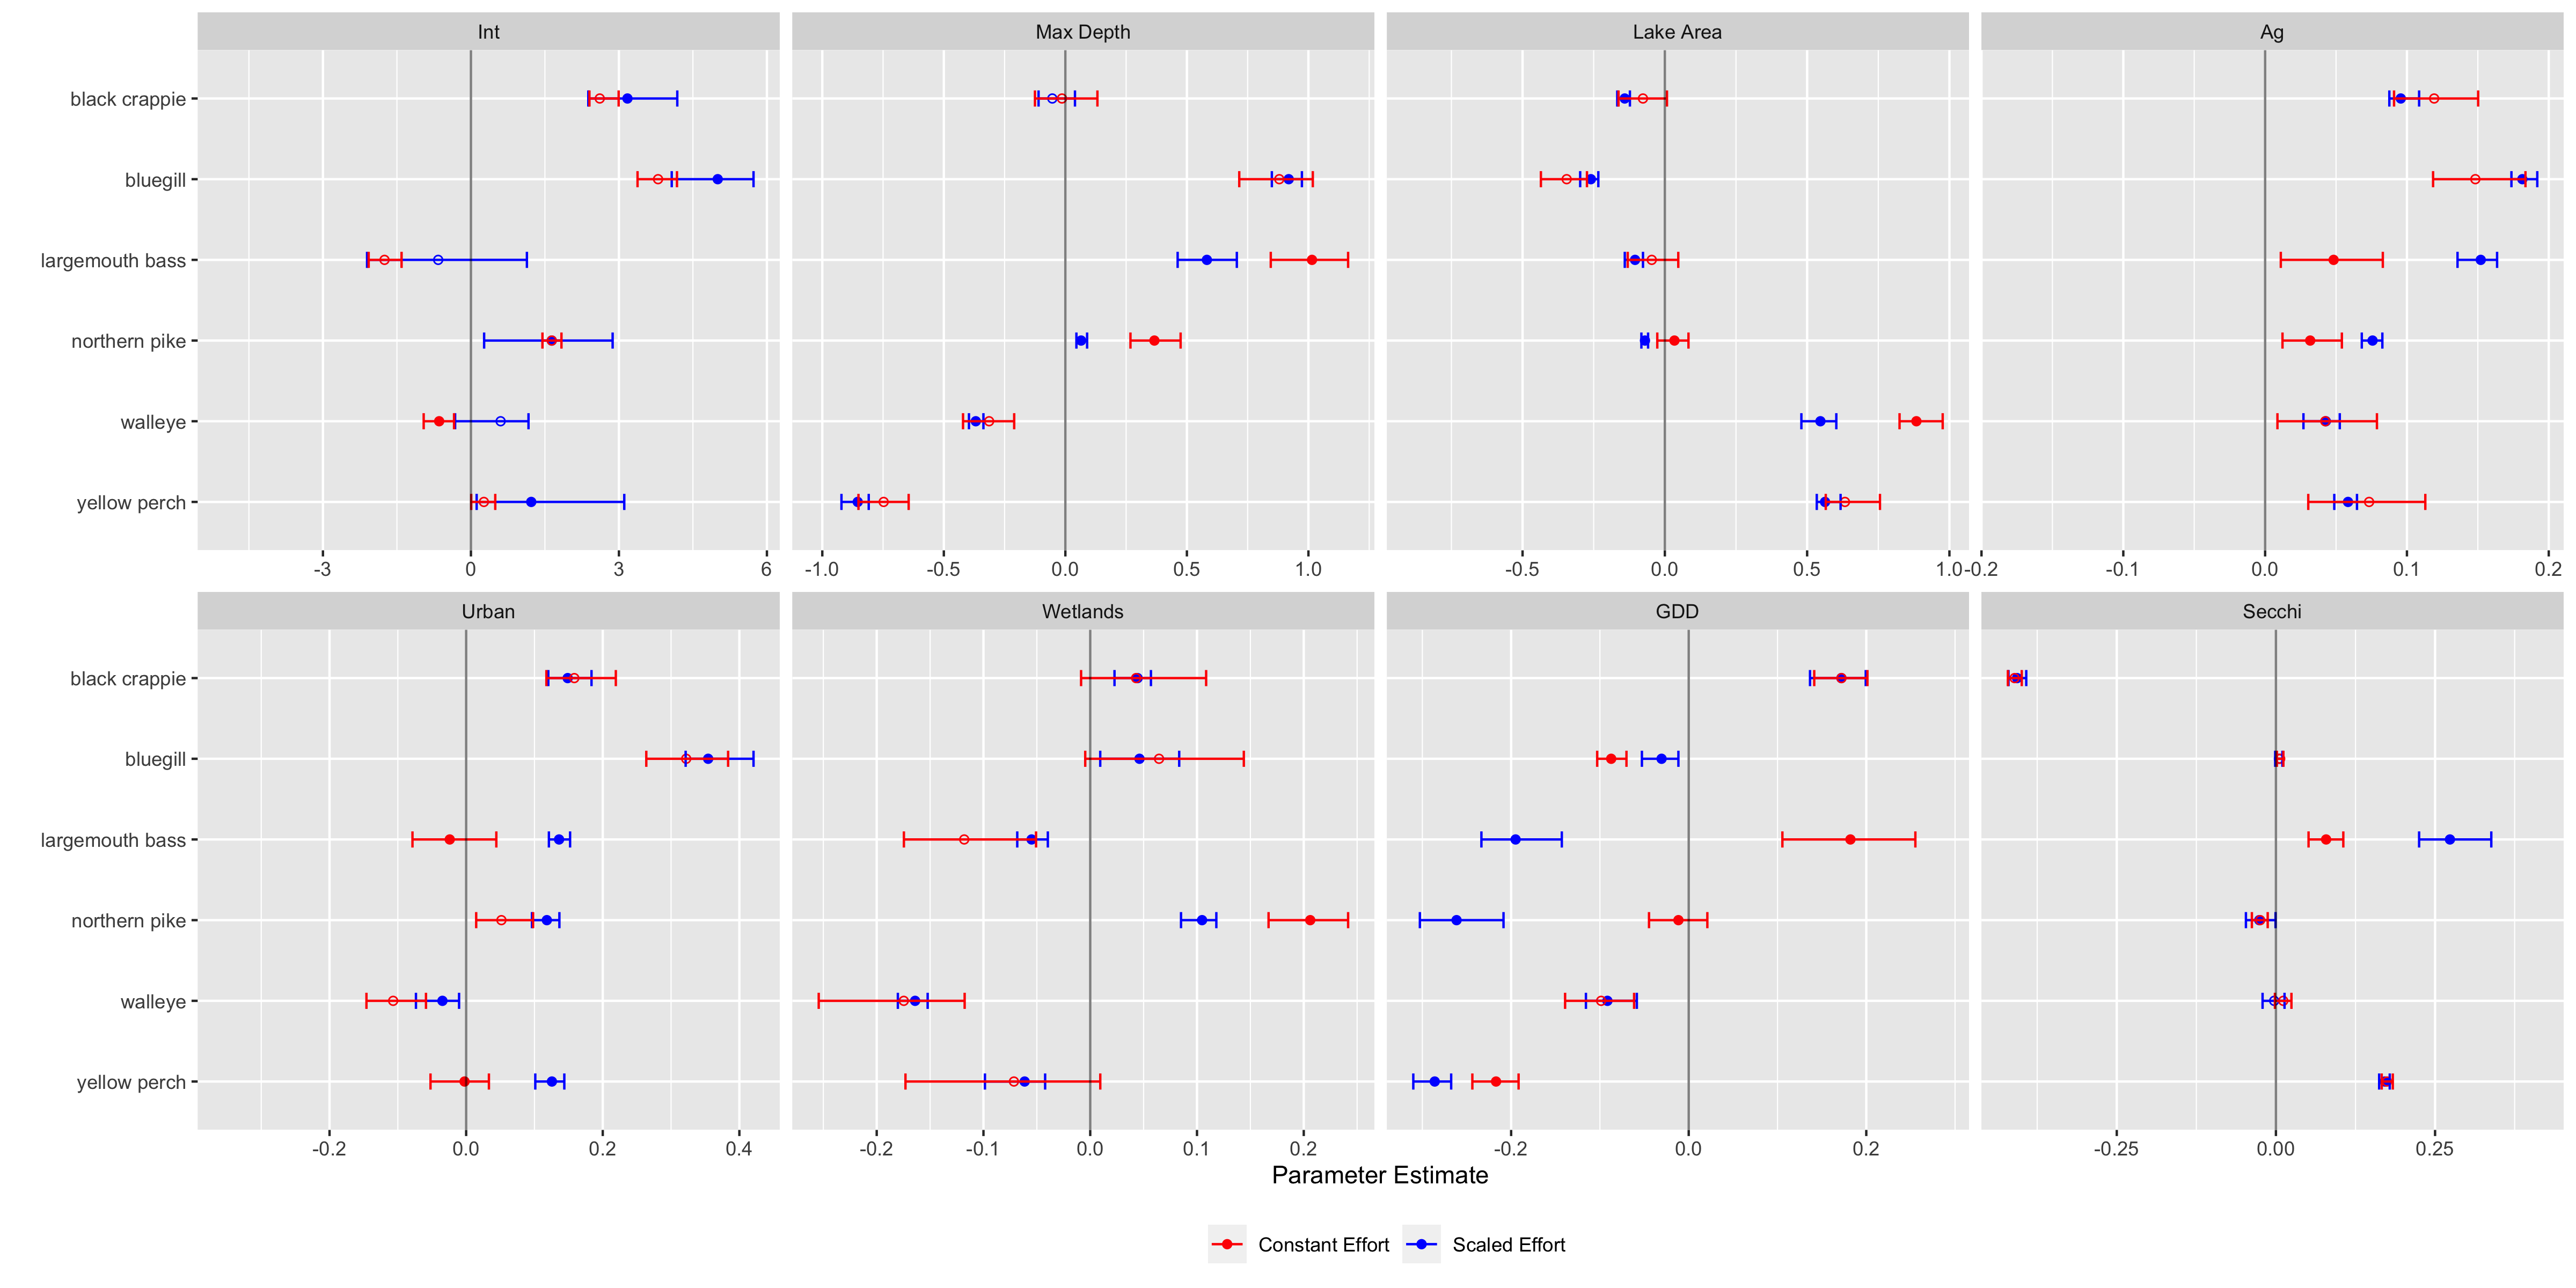 Int Max Depth Lake Area Ag
black crappie
bluegill
largemouth bass
northern pike
walleye
yellow perch
-3 0 3 6 -1.0 -0.5 0.0 0.5 1.0 -0.5 0.0 0.5 1.0 -0.2 -0.1 0.0 0.1 0.2
Urban Wetlands GDD Secchi
black crappie
bluegill
largemouth bass
northern pike
walleye
yellow perch
-0.2 0.0 0.2 0.4 -0.2 -0.1 0.0 0.1 0.2 -0.2 0.0 0.2 -0.25 0.00 0.25
Parameter Estimate
Constant Effort Scaled Effort